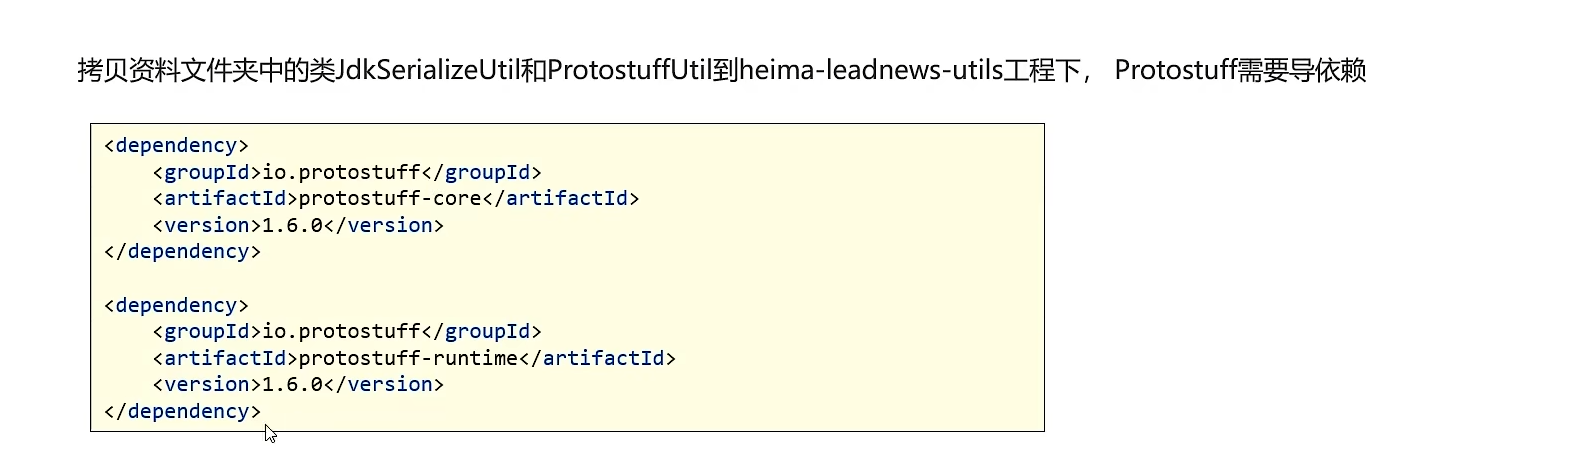 拷贝资料文件夹中的类JdkSerializeUtil和ProtostuffUtil到heima-leadnews-utils工程下， Protostuff需要导依赖
<dependency>
    <groupId>io.protostuff</groupId>
    <artifactId>protostuff-core</artifactId>
    <version>1.6.0</version>
</dependency>
<dependency>
    <groupId>io.protostuff</groupId>
    <artifactId>protostuff-runtime</artifactId>
    <version>1.6.0</version>
</dependency>